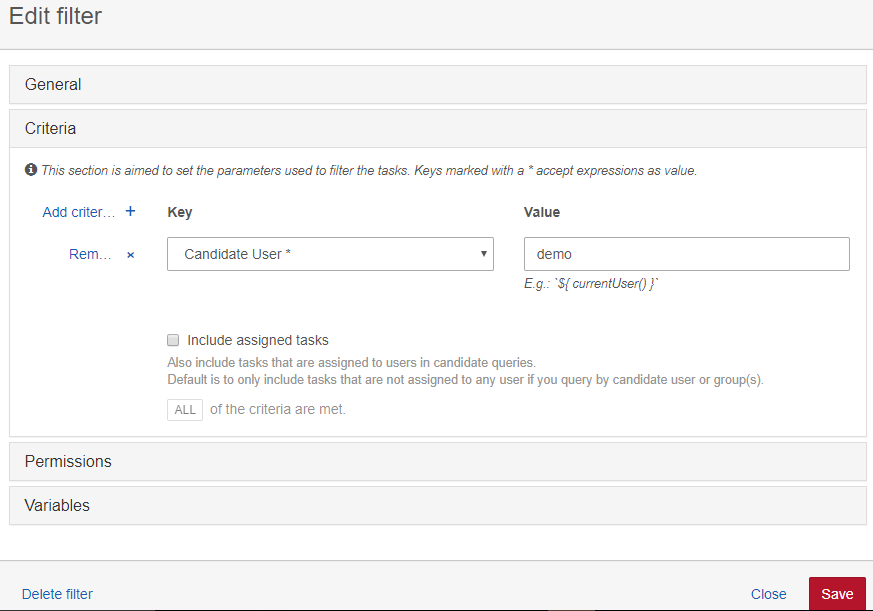 Edit filter
General
Criteria
This section is aimed to set the parameters used to filter the tasks. Keys marked with a * accept expressions as value.
Add criter... +
Key
Value
Rem... ×
Candidate User *
demo
E.g.: `${ currentUser() }`
Include assigned tasks
Also include tasks that are assigned to users in candidate queries.
Default is to only include tasks that are not assigned to any user if you query by candidate user or group(s).
ALL of the criteria are met.
Permissions
Variables
Delete filter
Close
Save